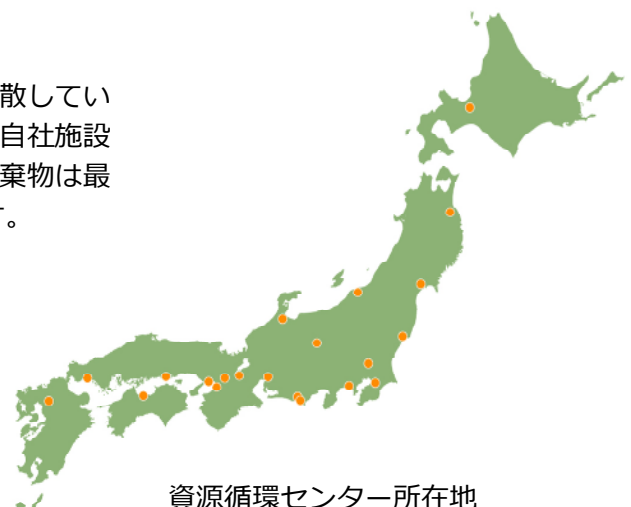 散してい
自社施設
棄物は最
す。
資源循環センター所在地